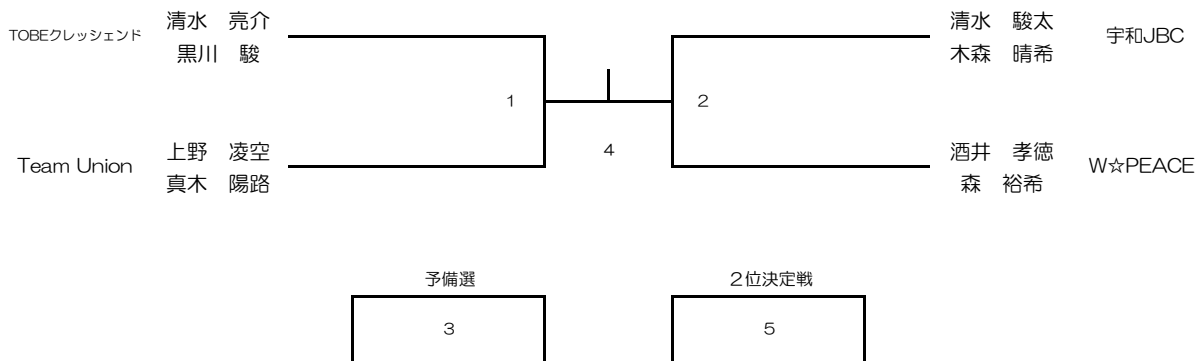 TOBEクレッシェンド
清水　亮介
黒川　駿
清水　駿太
木森　晴希
宇和JBC
1
2
4
Team Union
上野　凌空
真木　陽路
酒井　孝徳
森　裕希
W☆PEACE
予備選
２位決定戦
3
5